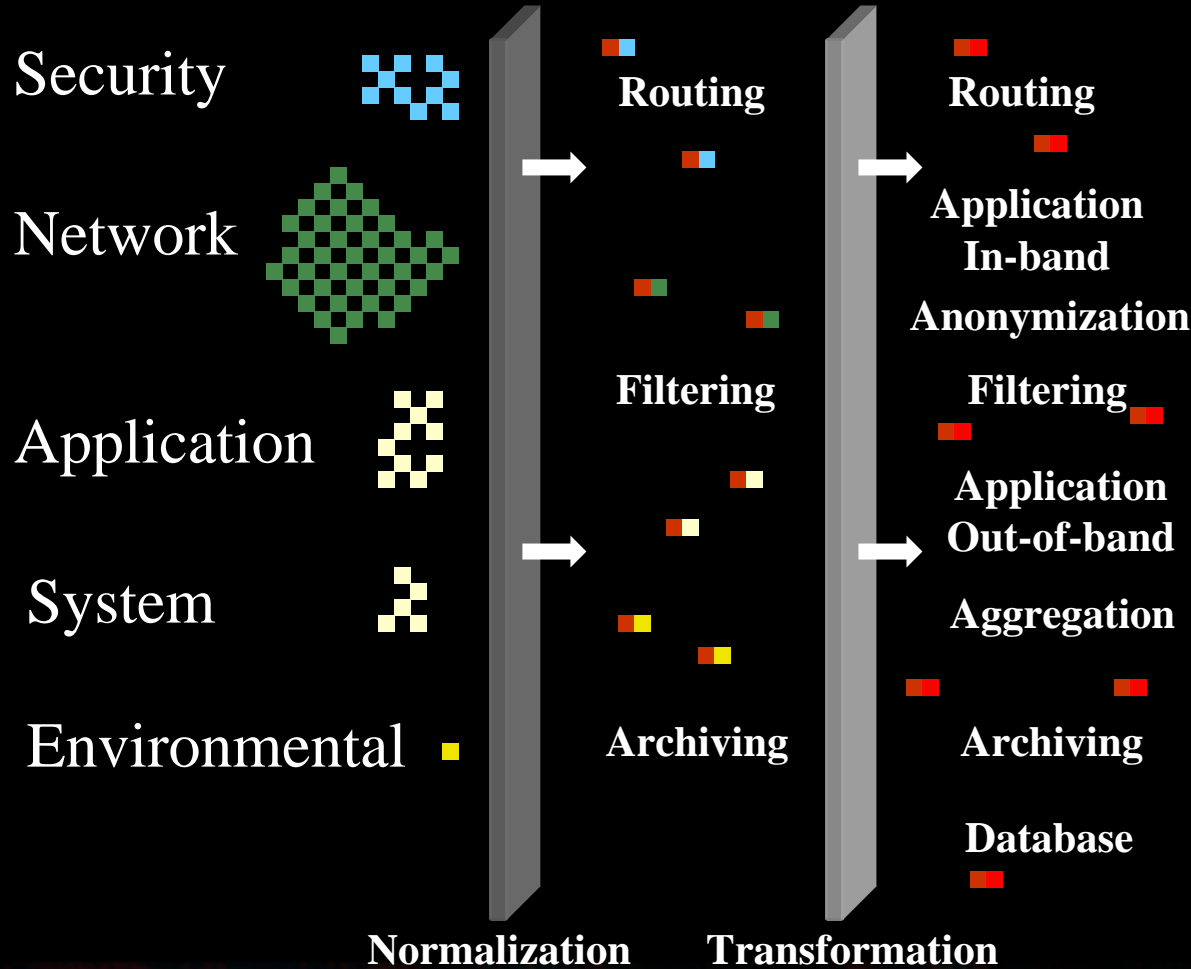 Security
Network
Application
System
Environmental
Routing
Filtering
Archiving
Routing
Application
In-band
Anonymization
Filtering
Application
Out-of-band
Aggregation
Archiving
Database
Normalization
Transformation